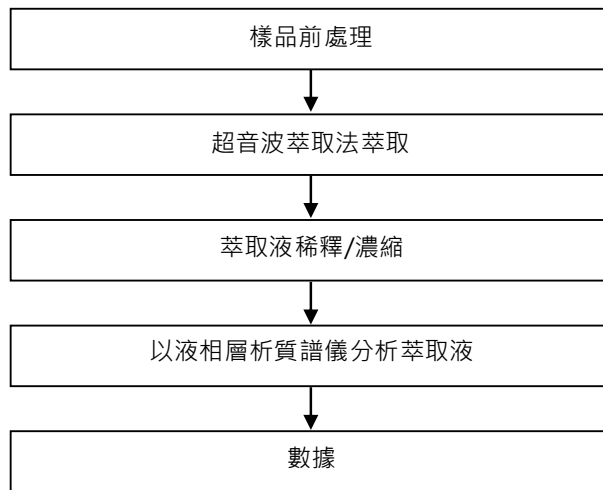 樣品前處理
超音波萃取法萃取
萃取液稀釋/濃縮
以液相層析質譜儀分析萃取液
數據